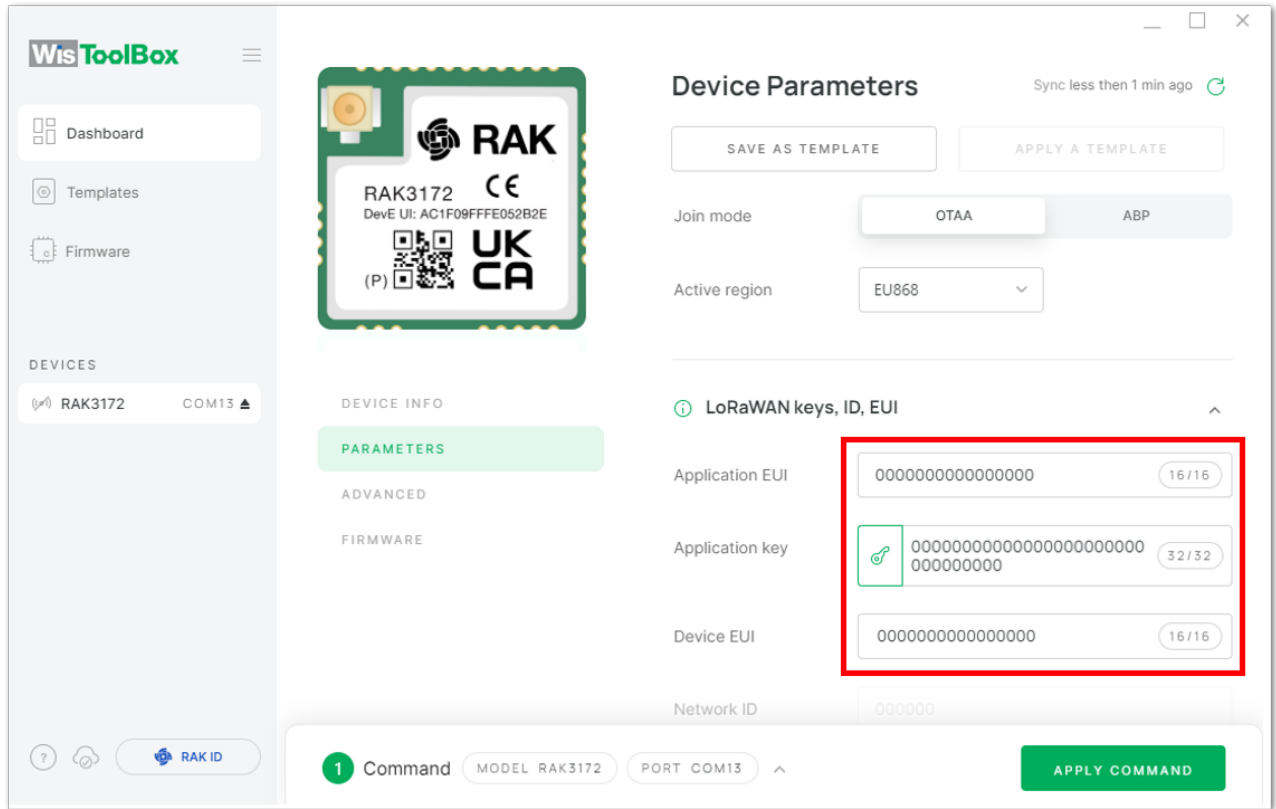 WisToolBox
Dashboard
Templates
Firmware
DEVICES
RAK3172 COM13
RAK ID
RAK
RAK3172
DevE UI: AC1F09FFFE052B2E
(P)
UK
CA
DEVICE INFO
PARAMETERS
ADVANCED
FIRMWARE
Device Parameters
Sync less then 1 min ago
SAVE AS TEMPLATE
APPLY A TEMPLATE
Join mode OTAA ABP
Active region EU868
LoRaWAN keys, ID, EUI
Application EUI 0000000000000000 16/16
Application key 00000000000000000000000
000000000 32/32
Device EUI 0000000000000000 16/16
Network ID 000000
1 Command MODEL RAK3172 PORT COM13
APPLY COMMAND